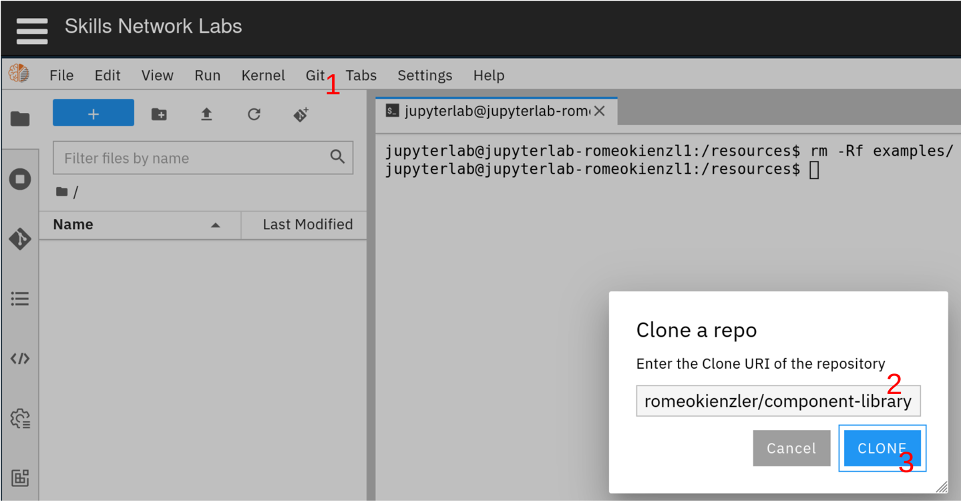 Skills Network Labs
File Edit View Run Kernel Git Tabs Settings Help
1
+
jupyterlab@jupyterlab-rom
Filter files by name
/
Name Last Modified
jupyterlab@jupyterlab-romeokienzl1:/resources$ rm -Rf examples/
jupyterlab@jupyterlab-romeokienzl1:/resources$
Clone a repo
Enter the Clone URI of the repository
2
romeokienzler/component-library
Cancel CLONE
3